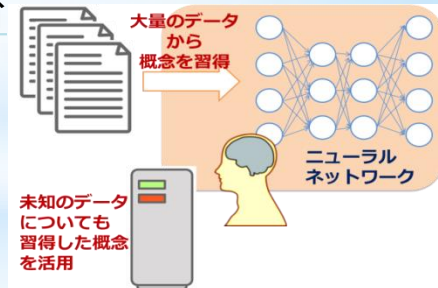 大量のデータ
から
概念を習得
ニューラル
ネットワーク
未知のデータ
についても
習得した概念
を活用